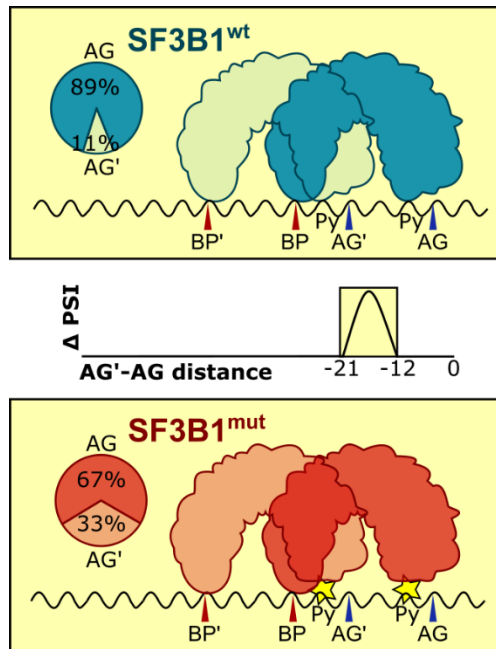 AG
SF3B1wt
89%
11%
AG'
BP'
BP
Py
AG'
Py
AG
Δ PSI
AG'-AG distance
-21
-12
0
AG
SF3B1mut
67%
33%
AG'
BP'
BP
Py
AG'
Py
AG